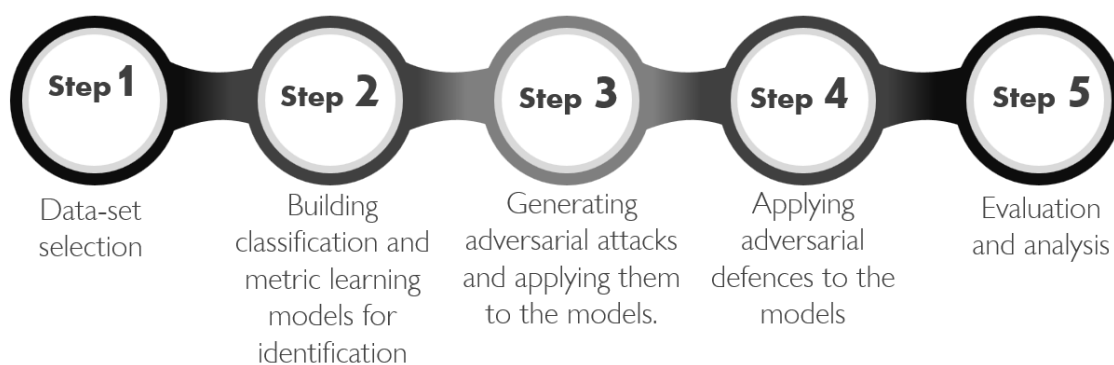 Step 1
Data-set
selection
Step 2
Building
classification and
metric learning
models for
identification
Step 3
Generating
adversarial attacks
and applying them
to the models.
Step 4
Applying
adversarial
defences to the
models
Step 5
Evaluation
and analysis